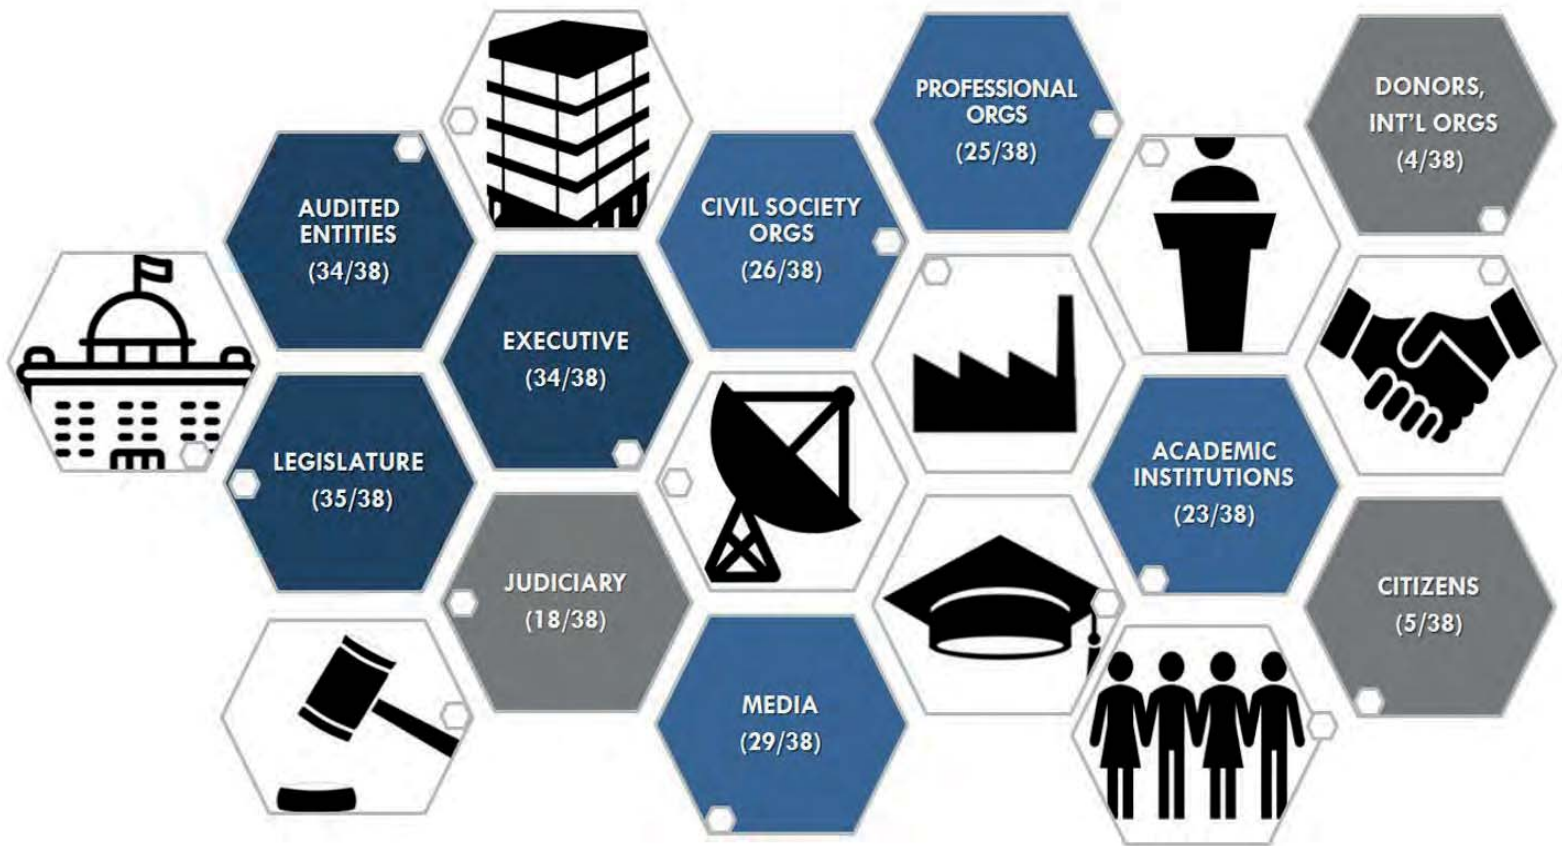 AUDITED
ENTITIES
(34/38)
LEGISLATURE
(35/38)
EXECUTIVE
(34/38)
JUDICIARY
(18/38)
CIVIL SOCIETY
ORGS
(26/38)
MEDIA
(29/38)
PROFESSIONAL
ORGS
(25/38)
ACADEMIC
INSTITUTIONS
(23/38)
DONORS,
INT'L ORGS
(4/38)
CITIZENS
(5/38)